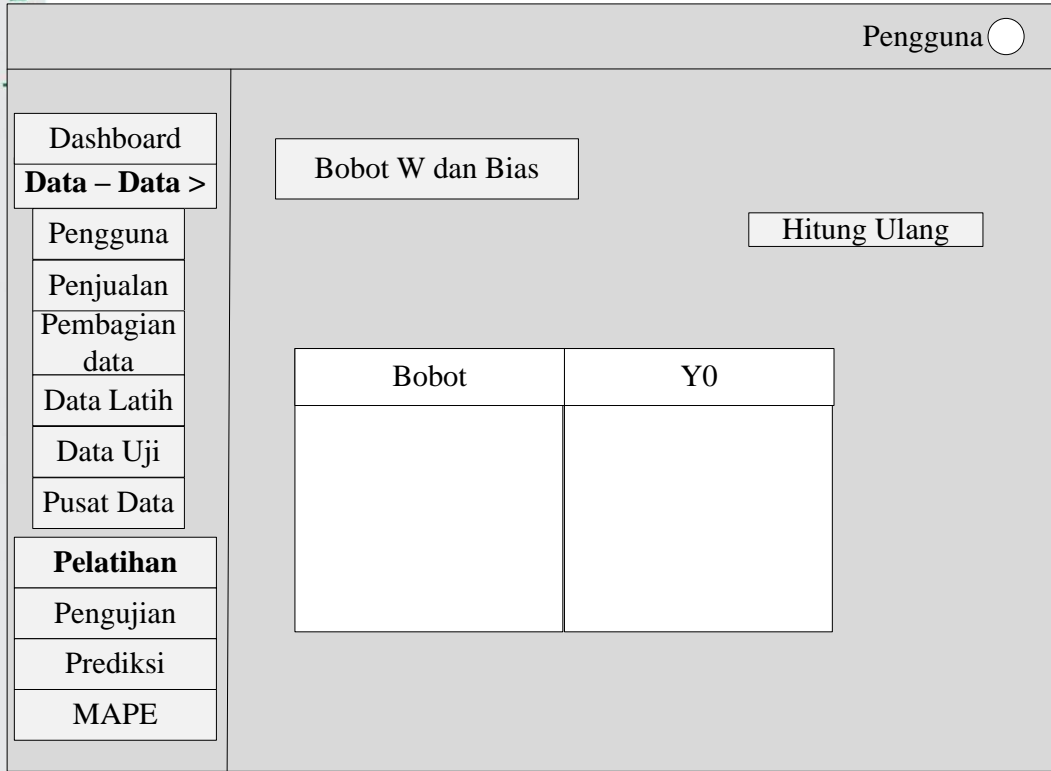 Pengguna
Dashboard
Data – Data >
Pengguna
Penjualan
Pembagian
data
Data Latih
Data Uji
Pusat Data
Pelatihan
Pengujian
Prediksi
MAPE
Bobot W dan Bias
Hitung Ulang
Bobot Y0